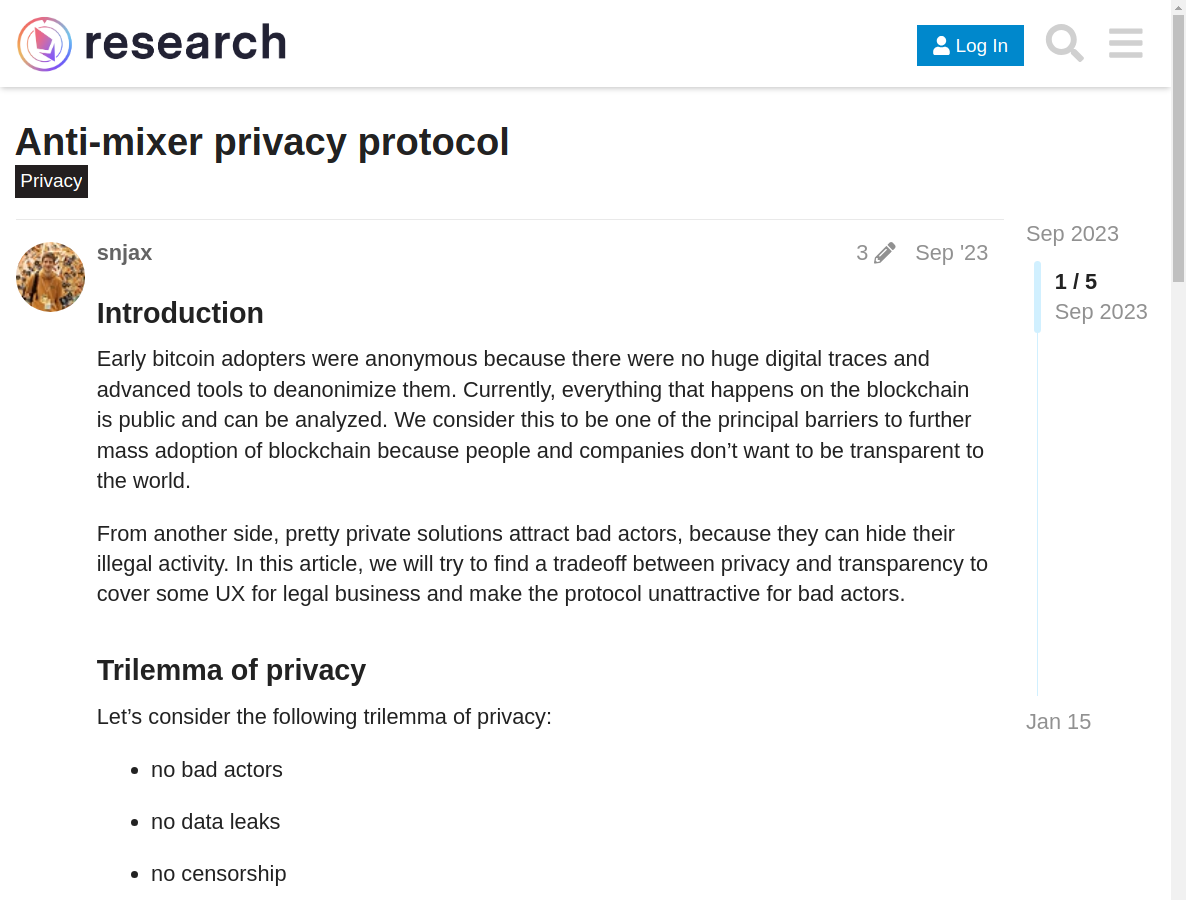 research
Log In
Anti-mixer privacy protocol
Privacy
snjax
3
Sep '23
Sep 2023
1 / 5
Sep 2023
Introduction
Early bitcoin adopters were anonymous because there were no huge digital traces and
advanced tools to deanonimize them. Currently, everything that happens on the blockchain
is public and can be analyzed. We consider this to be one of the principal barriers to further
mass adoption of blockchain because people and companies don’t want to be transparent to
the world.
From another side, pretty private solutions attract bad actors, because they can hide their
illegal activity. In this article, we will try to find a tradeoff between privacy and transparency to
cover some UX for legal business and make the protocol unattractive for bad actors.
Trilemma of privacy
Let’s consider the following trilemma of privacy:
Jan 15
• no bad actors
• no data leaks
• no censorship